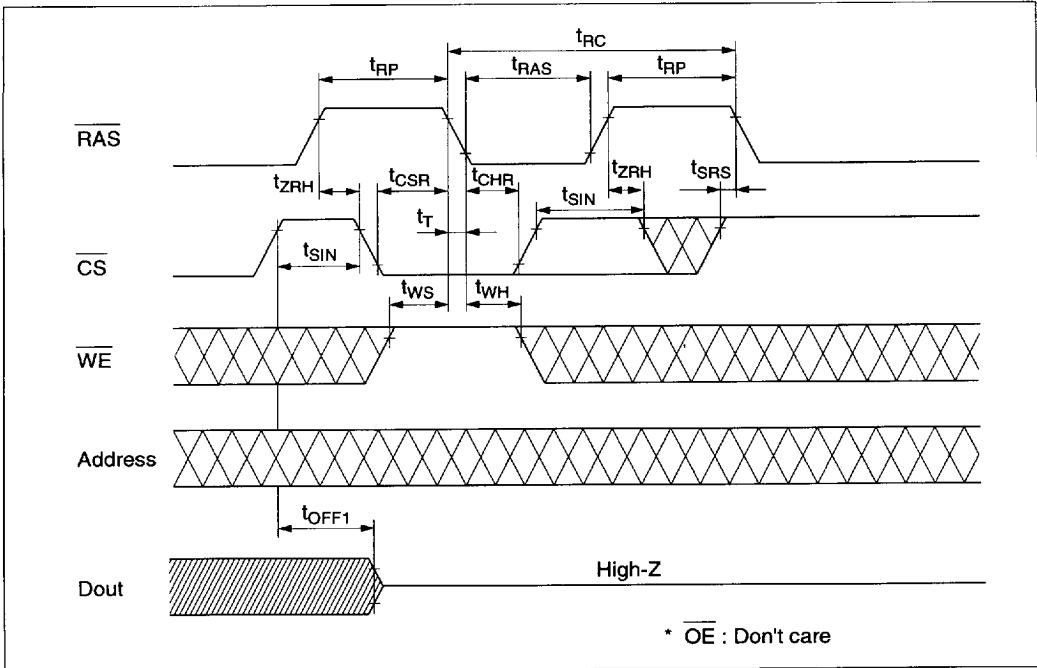 tRC
tRP tRAS tRP
RAS
tZRH tCSR tCHR tZRH tSRS
tSIN
tT
CS
tSIN
tWS tWH
WE
Address
tOFF1
High-Z
Dout
* OE : Don't care